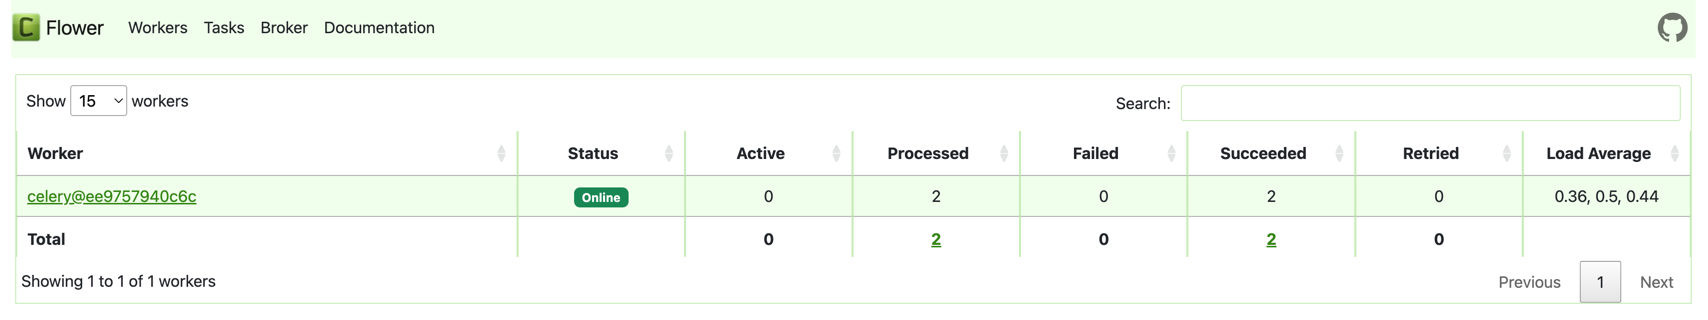 C Flower Workers Tasks Broker Documentation
Show 15 workers Search:
Worker Status Active Processed Failed Succeeded Retried Load Average
celery@ee9757940c6c Online 0 2 0 2 0 0.36, 0.5, 0.44
Total 0 2 0 2 0
Showing 1 to 1 of 1 workers Previous 1 Next